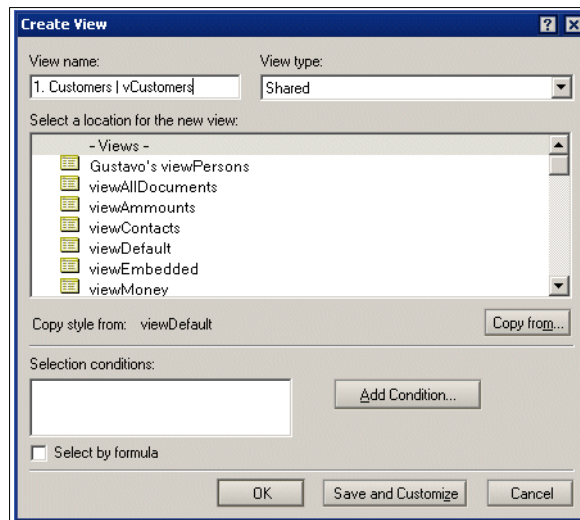 Create View
View name:
View type:
1. Customers | vCustomers
Shared
Select a location for the new view:
- Views -
Gustavo's viewPersons
viewAllDocuments
viewAmmounts
viewContacts
viewDefault
viewEmbedded
viewMoney
Copy style from: viewDefault
Copy from...
Selection conditions:
Add Condition...
Select by formula
OK
Save and Customize
Cancel